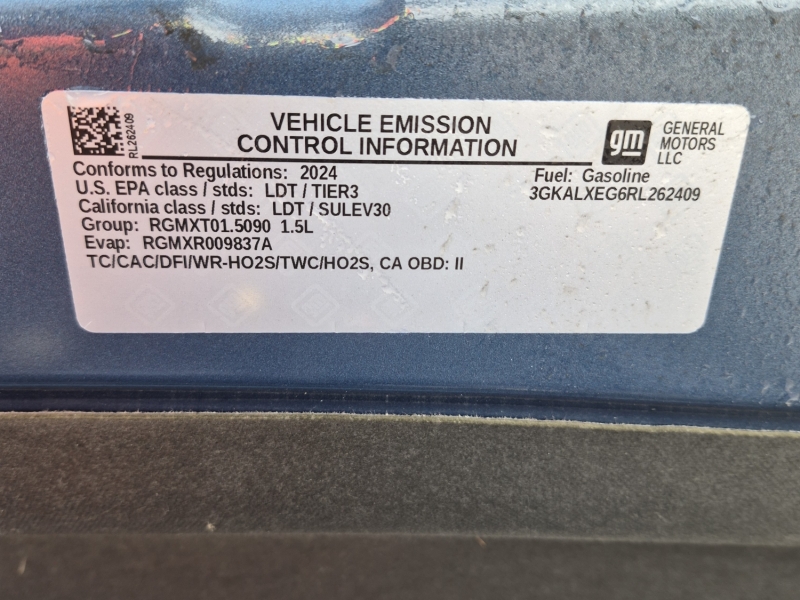 RL262409
VEHICLE EMISSION
CONTROL INFORMATION
gm
GENERAL
MOTORS
LLC
Conforms to Regulations: 2024
Fuel: Gasoline
U.S. EPA class / stds: LDT / TIER3
3GKALXEG6RL262409
California class / stds: LDT / SULEV30
Group: RGMXT01.5090 1.5L
Evap: RGMXR009837A
TC/CAC/DFI/WR-HO2S/TWC/HO2S, CA OBD: II